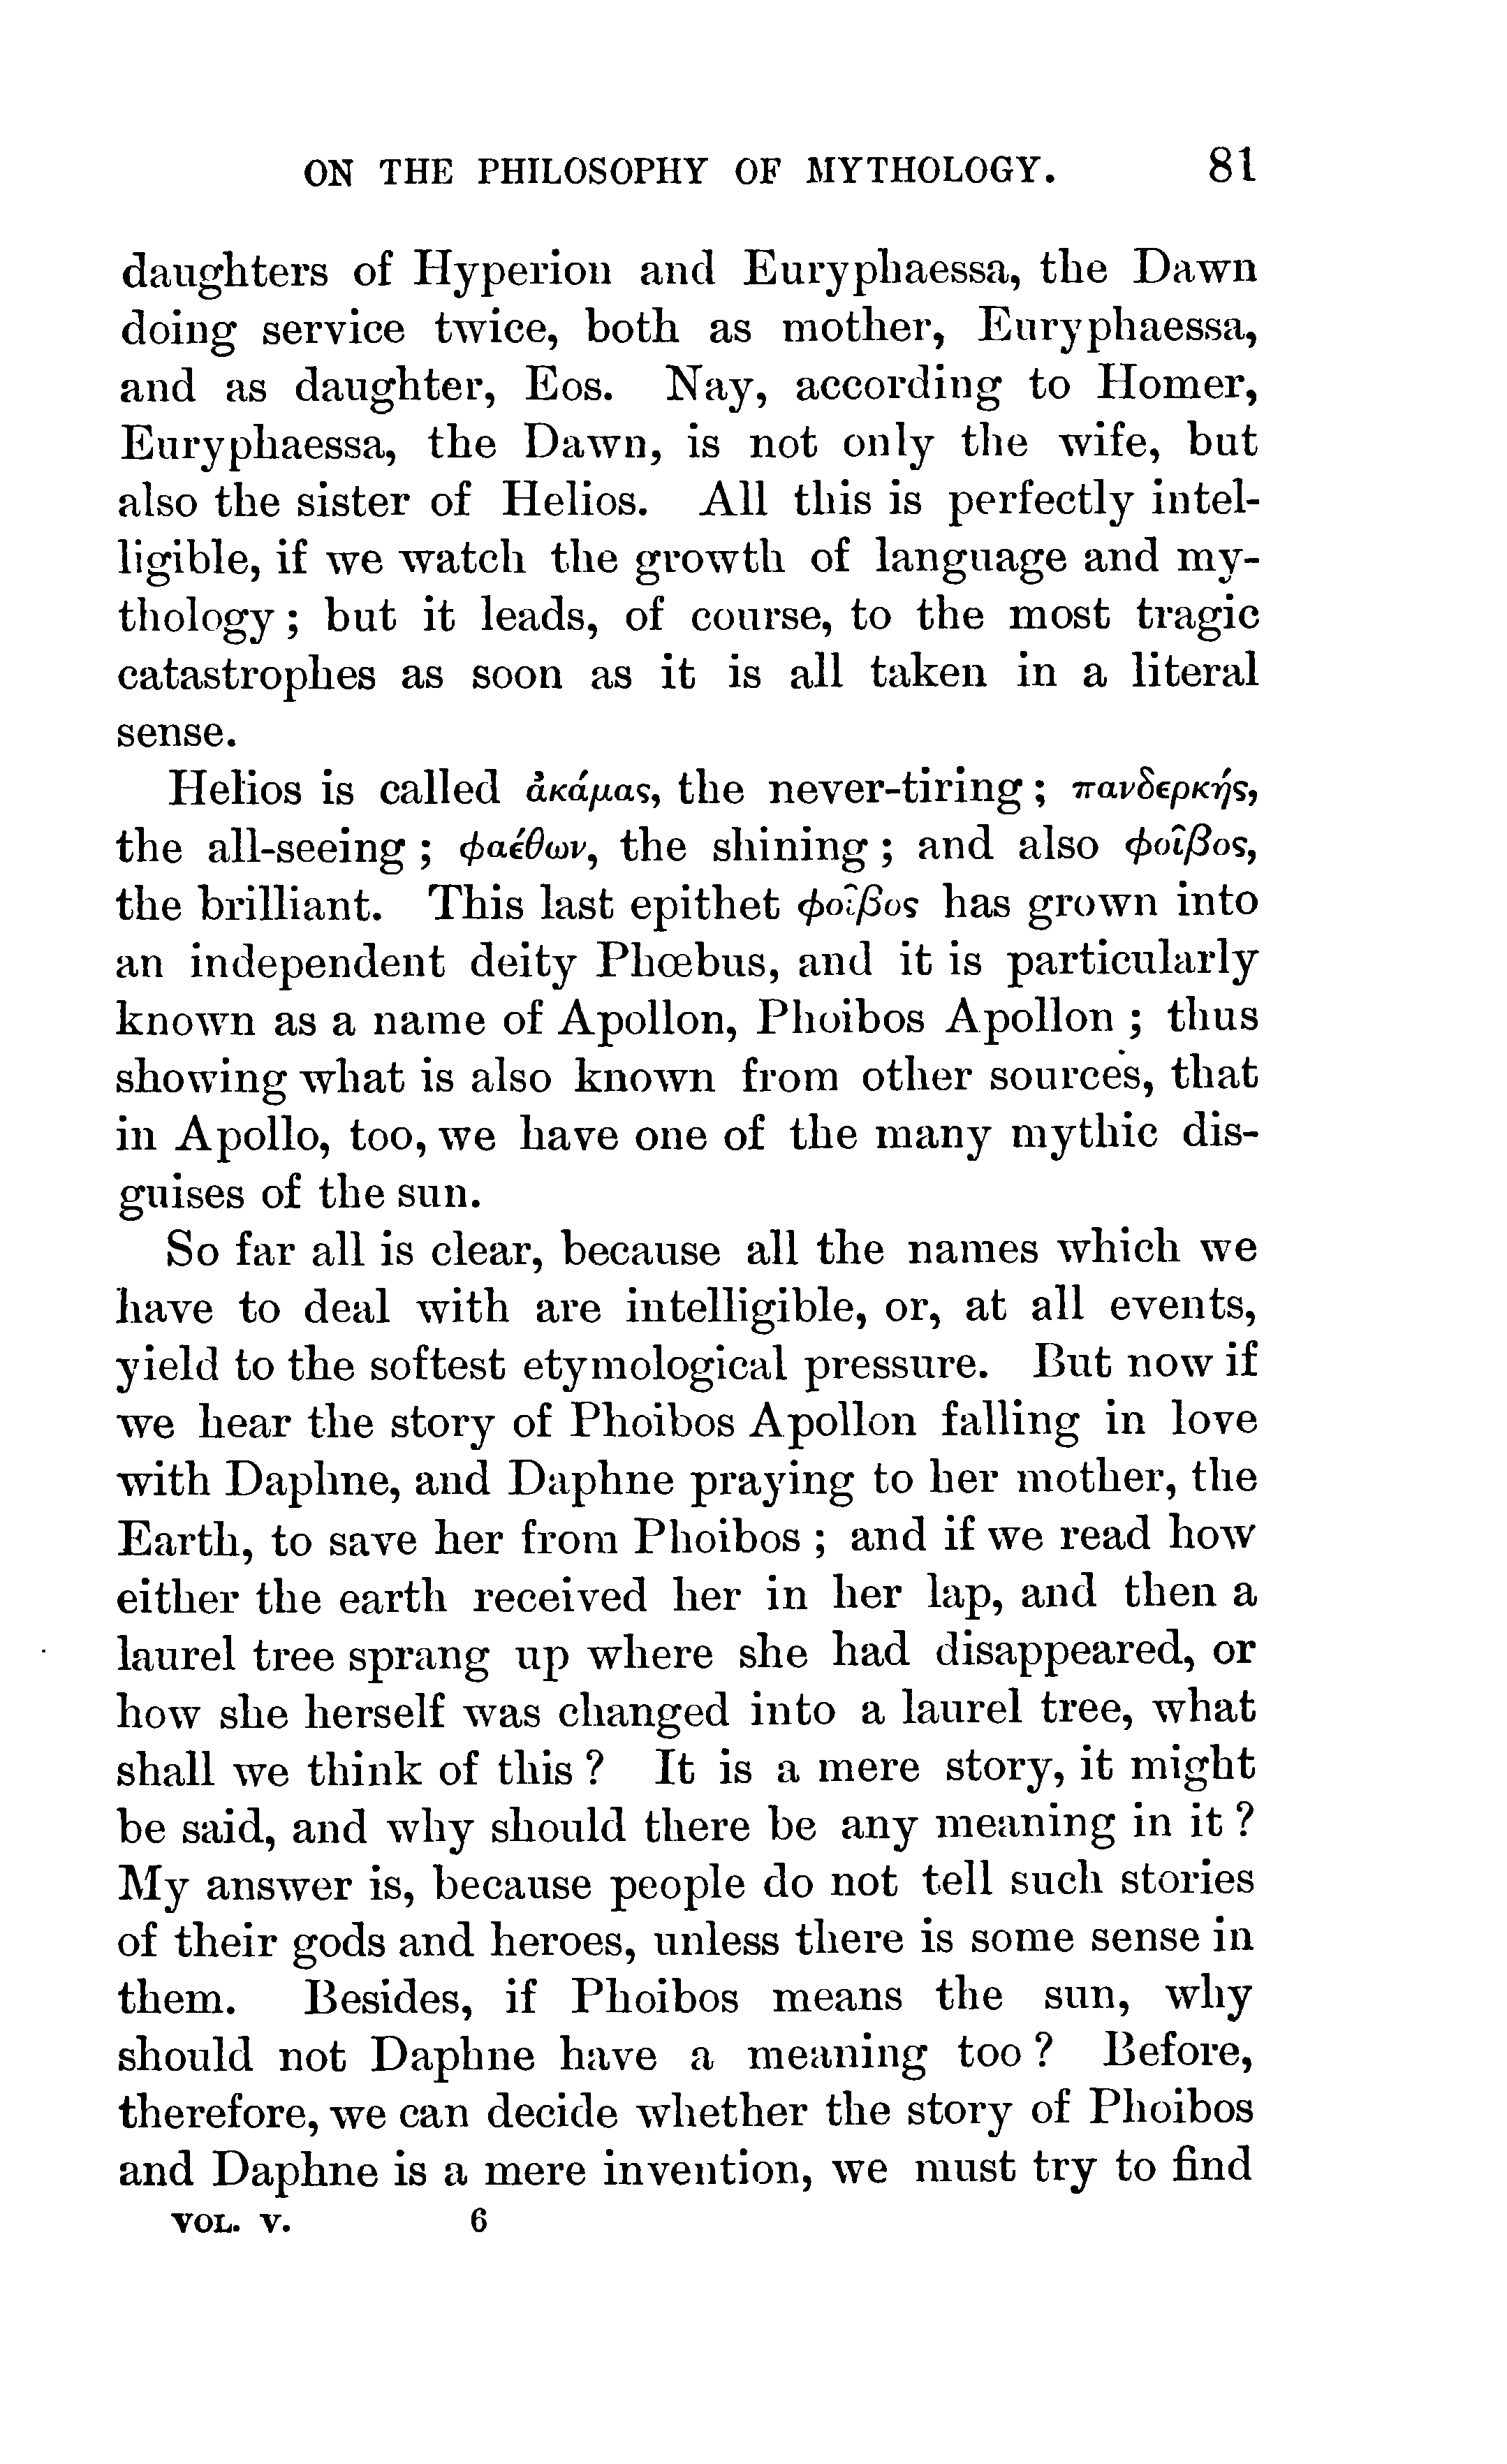 ON THE PHILOSOPHY OF MYTHOLOGY. 81
daughters of Hyperion and Euryphaessa, the Dawn
doing service twice, both as mother, Euryphaessa,
and as daughter, Eos. Nay, according to Homer,
Euryphaessa, the Dawn, is not only the wife, but
also the sister of Helios. All this is perfectly intel-
ligible, if we watch the growth of language and my-
thology; but it leads, of course, to the most tragic
catastrophes as soon as it is all taken in a literal
sense.
Helios is called ἀκάμας, the never-tiring; πανδερκής,
the all-seeing; φαέθων, the shining; and also φοῖβος,
the brilliant. This last epithet φοῖβος has grown into
an independent deity Phœbus, and it is particularly
known as a name of Apollon, Phoibos Apollon; thus
showing what is also known from other sources, that
in Apollo, too, we have one of the many mythic dis-
guises of the sun.
So far all is clear, because all the names which we
have to deal with are intelligible, or, at all events,
yield to the softest etymological pressure. But now if
we hear the story of Phoibos Apollon falling in love
with Daphne, and Daphne praying to her mother, the
Earth, to save her from Phoibos; and if we read how
either the earth received her in her lap, and then a
laurel tree sprang up where she had disappeared, or
how she herself was changed into a laurel tree, what
shall we think of this? It is a mere story, it might
be said, and why should there be any meaning in it?
My answer is, because people do not tell such stories
of their gods and heroes, unless there is some sense in
them. Besides, if Phoibos means the sun, why
should not Daphne have a meaning too? Before,
therefore, we can decide whether the story of Phoibos
and Daphne is a mere invention, we must try to find
VOL. V. 6